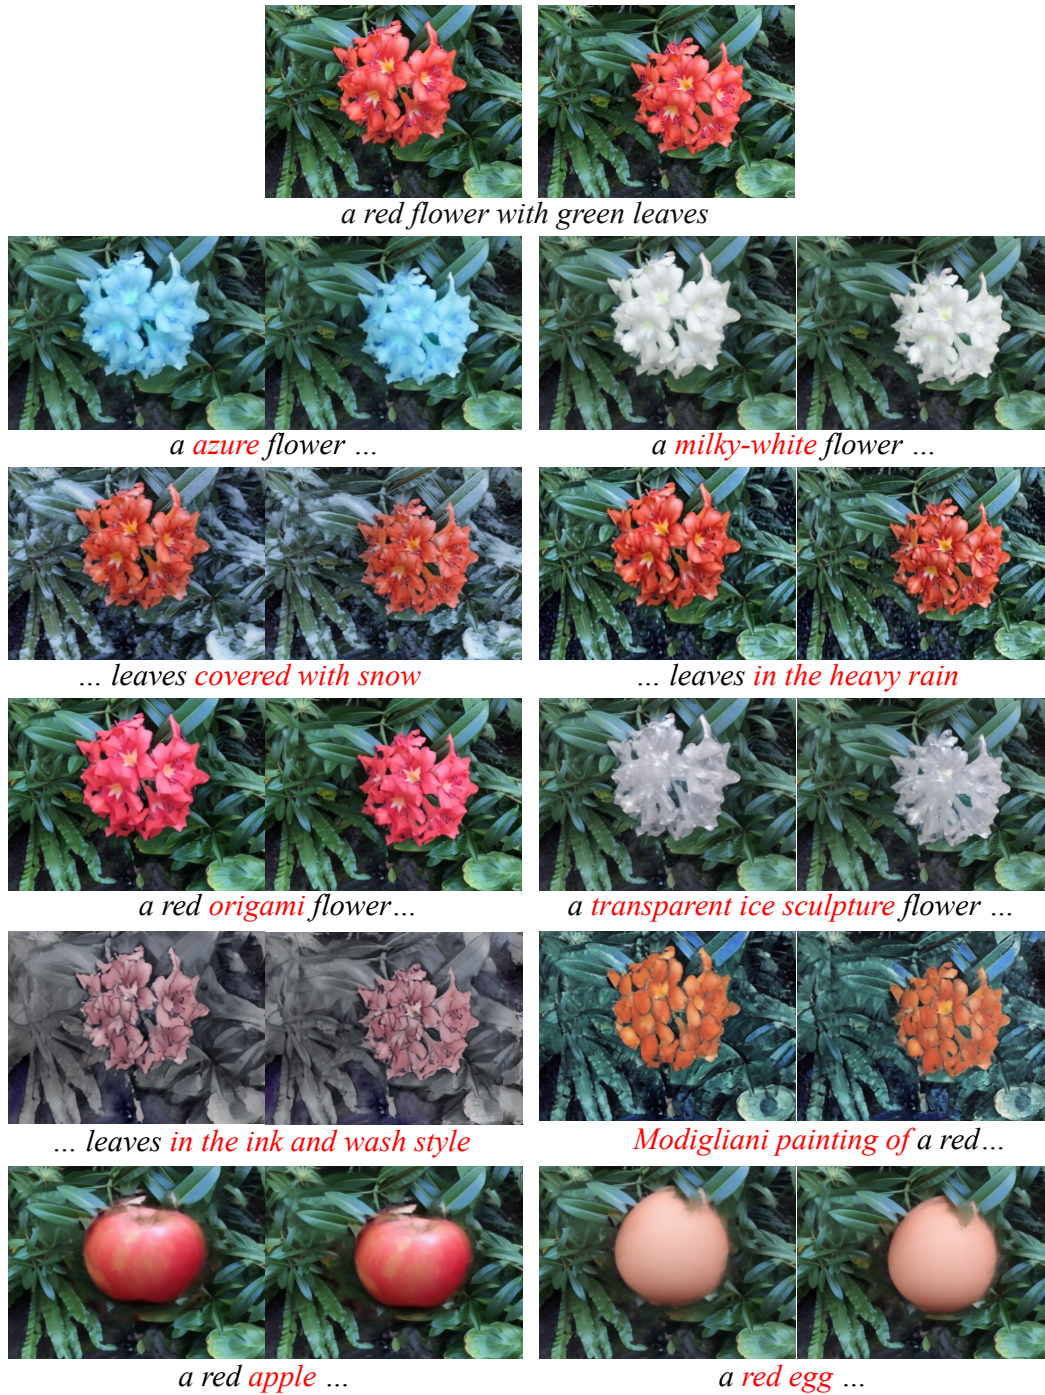 a red flower with green leaves
a azure flower ...
a milky-white flower ...
... leaves covered with snow
... leaves in the heavy rain
a red origami flower...
a transparent ice sculpture flower ...
... leaves in the ink and wash style
Modigliani painting of a red...
a red apple ...
a red egg ...